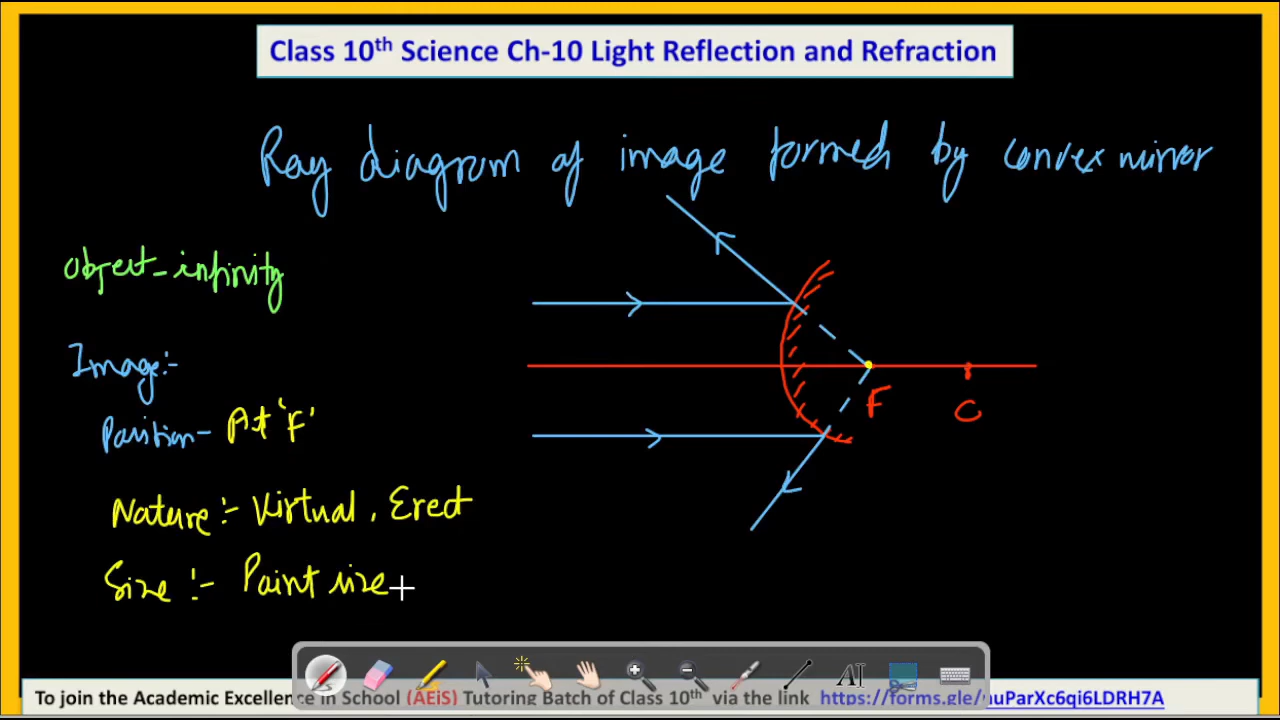 Class 10th Science Ch-10 Light Reflection and Refraction
Ray diagram of image formed by convex mirror
Object - infinity
Image :-
Position - At 'F'
F
C
Nature :- Virtual, Erect
Size :- Point size
AI
To join the Academic Excellence in School (AEiS) Tutoring Batch of Class 10th via the link https://forms.gle/nuParXc6qi6LDRH7A